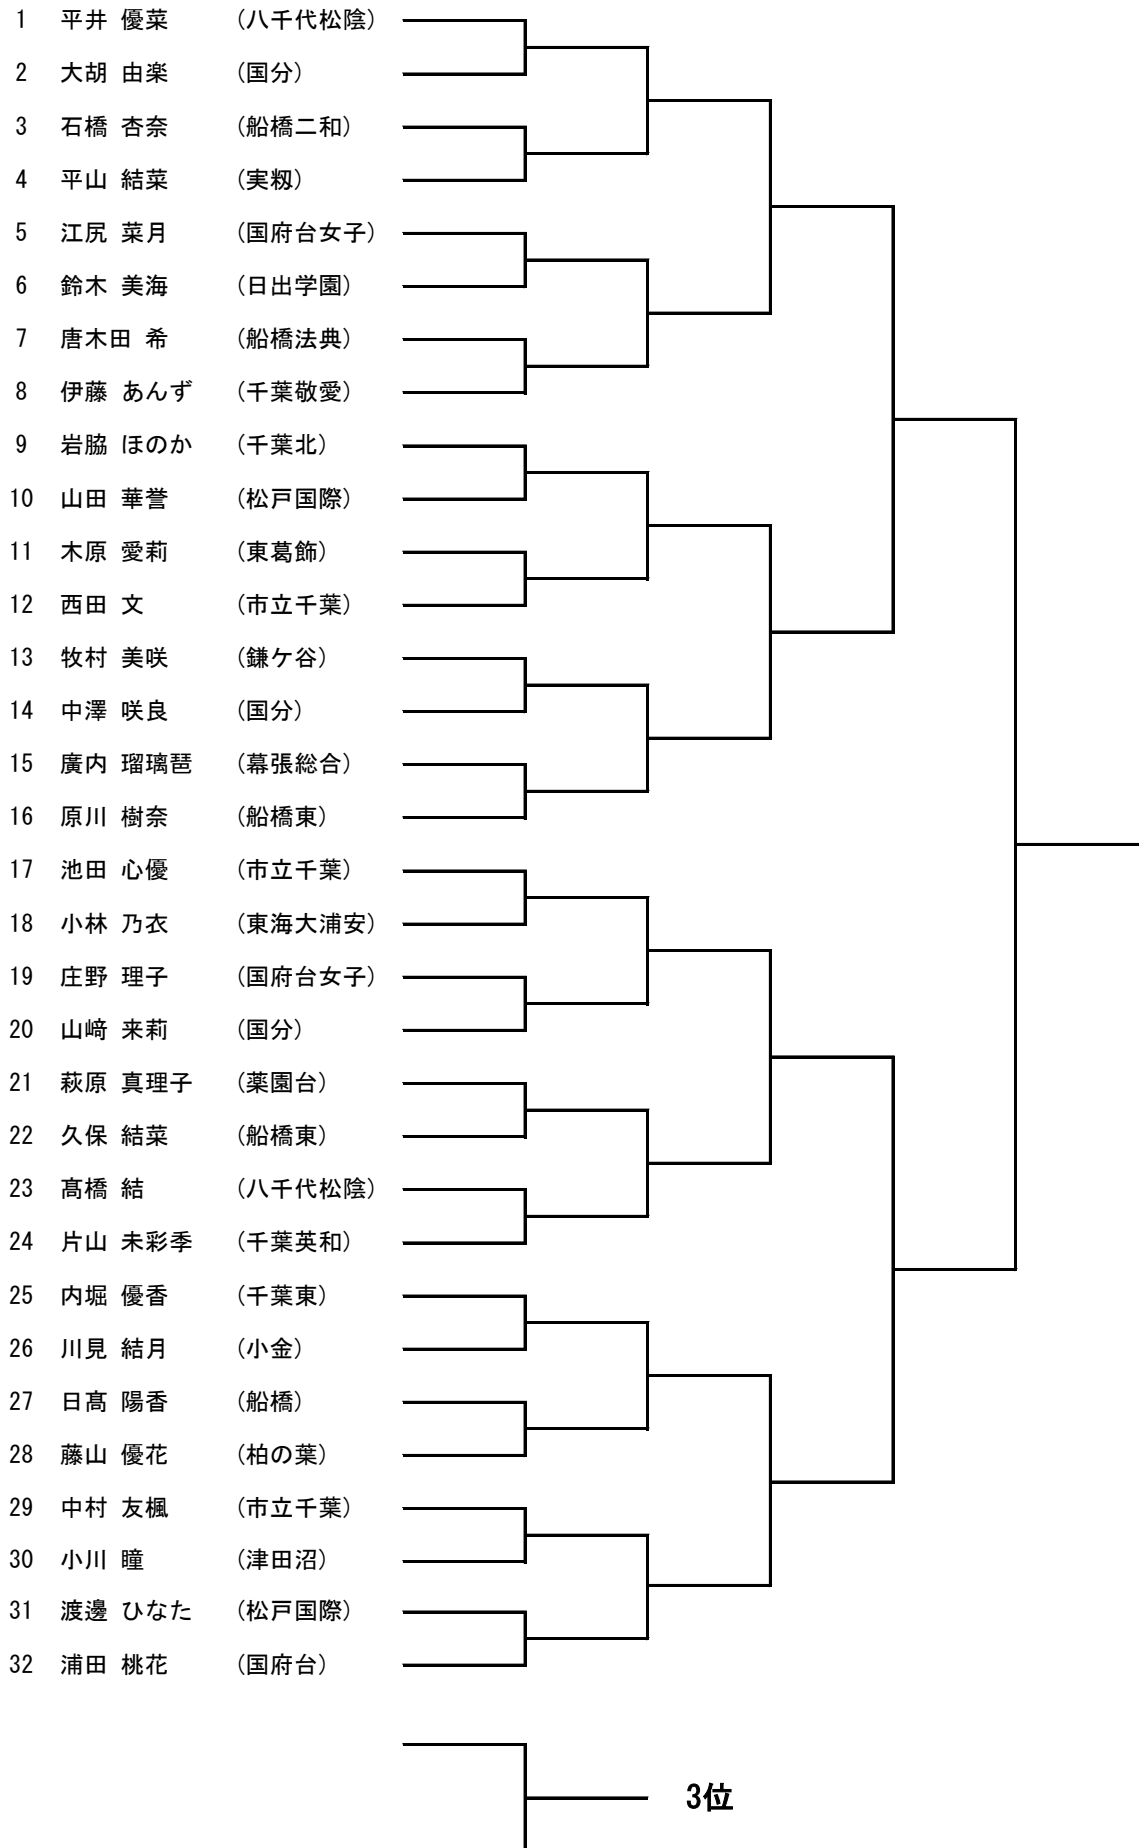 1 平井 優菜 (八千代松陰)
2 大胡 由楽 (国分)
3 石橋 杏奈 (船橋二和)
4 平山 結菜 (実籾)
5 江尻 菜月 (国府台女子)
6 鈴木 美海 (日出学園)
7 唐木田 希 (船橋法典)
8 伊藤 あんず (千葉敬愛)
9 岩脇 ほのか (千葉北)
10 山田 華誉 (松戸国際)
11 木原 愛莉 (東葛飾)
12 西田 文 (市立千葉)
13 牧村 美咲 (鎌ケ谷)
14 中澤 咲良 (国分)
15 廣内 瑠璃琶 (幕張総合)
16 原川 樹奈 (船橋東)
17 池田 心優 (市立千葉)
18 小林 乃衣 (東海大浦安)
19 庄野 理子 (国府台女子)
20 山﨑 来莉 (国分)
21 萩原 真理子 (薬園台)
22 久保 結菜 (船橋東)
23 髙橋 結 (八千代松陰)
24 片山 未彩季 (千葉英和)
25 内堀 優香 (千葉東)
26 川見 結月 (小金)
27 日髙 陽香 (船橋)
28 藤山 優花 (柏の葉)
29 中村 友楓 (市立千葉)
30 小川 瞳 (津田沼)
31 渡邊 ひなた (松戸国際)
32 浦田 桃花 (国府台)
3位